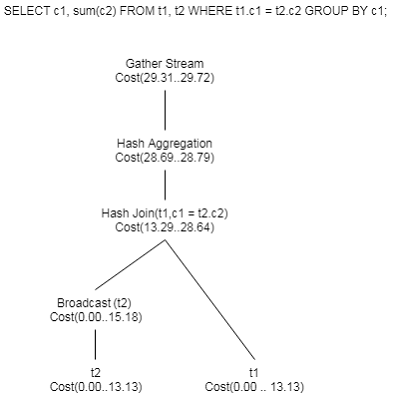 SELECT c1, sum(c2) FROM t1, t2 WHERE t1.c1 = t2.c2 GROUP BY c1;
Gather Stream
Cost(29.31..29.72)
Hash Aggregation
Cost(28.69..28.79)
Hash Join(t1,c1 = t2.c2)
Cost(13.29..28.64)
Broadcast (t2)
Cost(0.00..15.18)
t2
Cost(0.00..13.13)
t1
Cost(0.00 .. 13.13)